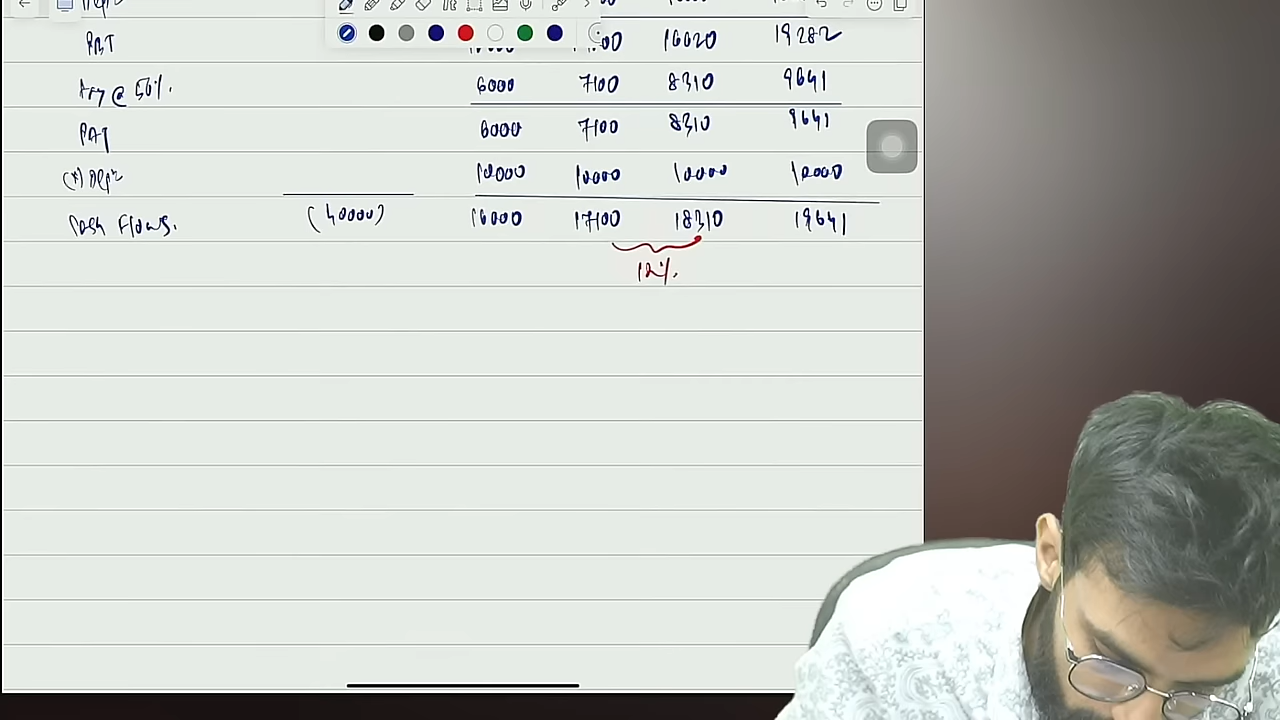 PBT 16020 19282
@ 50%. 6000 7100 8310 9641
PAT 6000 7100 8310 9641
(+) Depn 10000 10000 10000 10000
Cash Flows. (40000) 16000 17100 18310 19641
12%